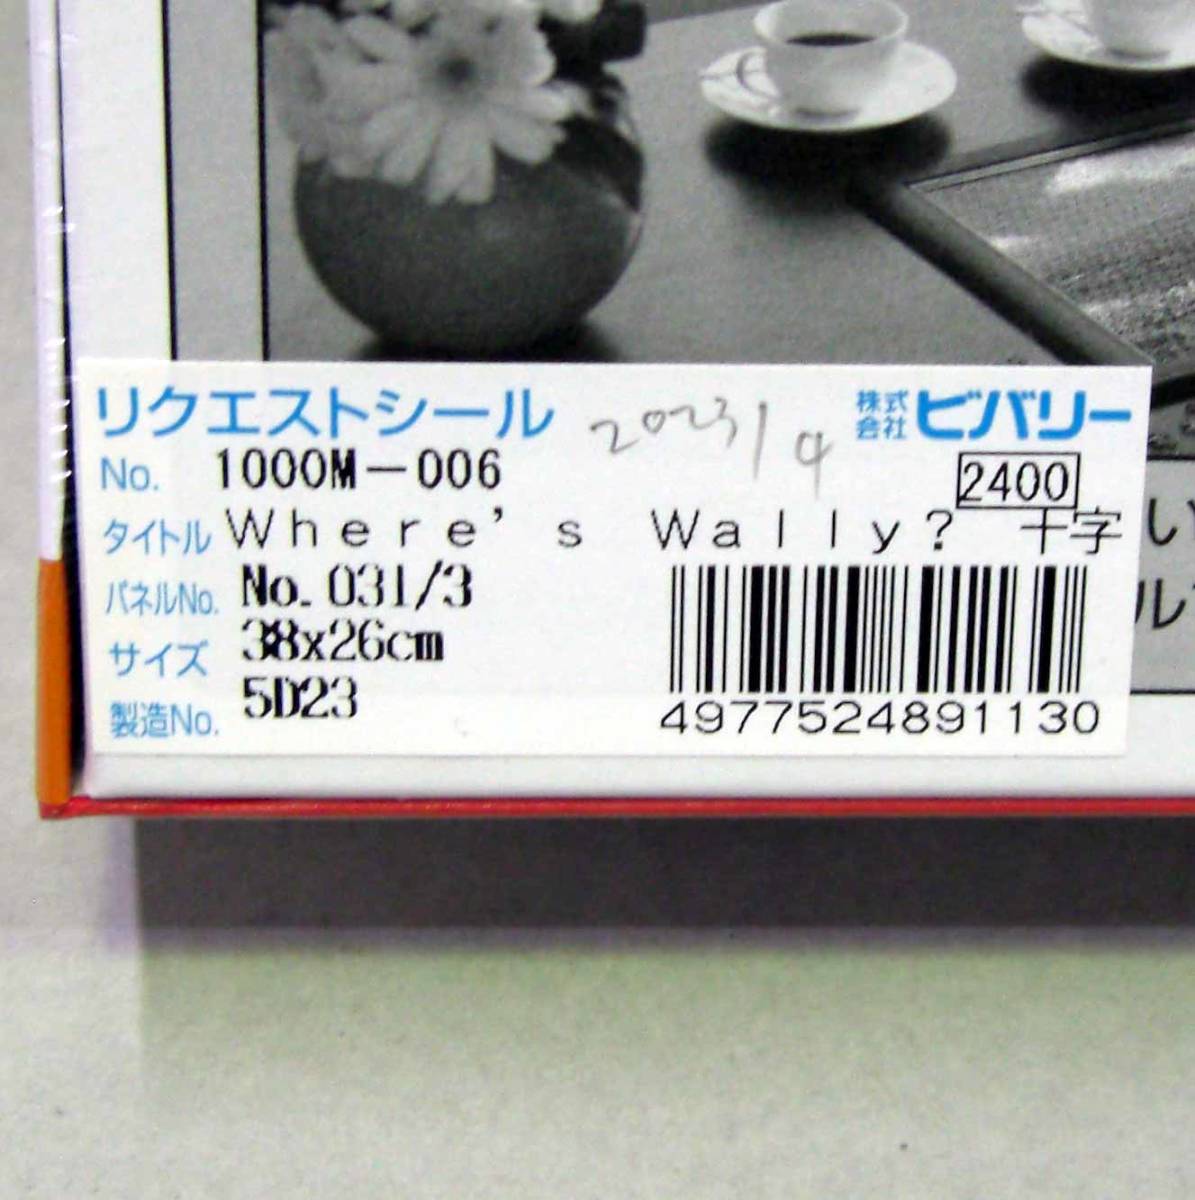 リクエストシール 2023/9 株式会社 ビバリー
No. 1000M-006 2400
タイトル Where's Wally? 十字
パネルNo. No.031/3
サイズ 38x26cm
製造No. 5D23
4977524891130
い
ル